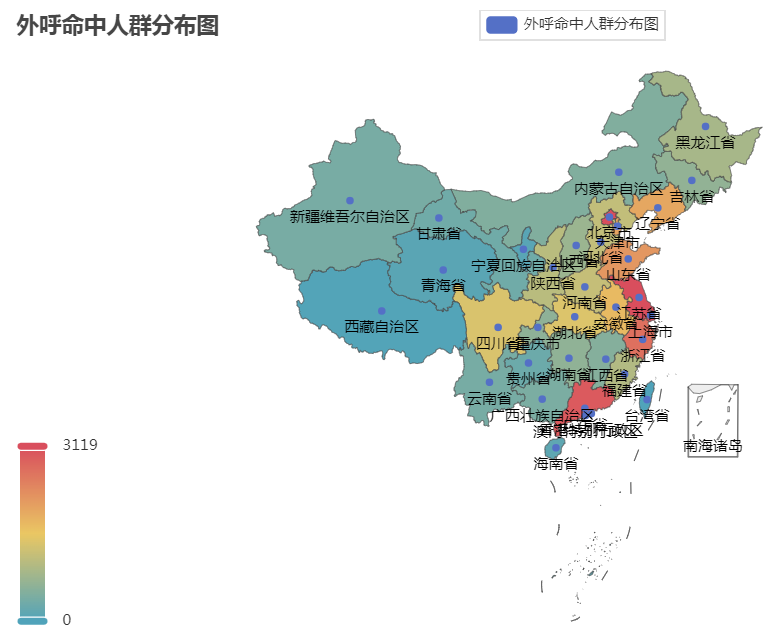 外呼命中人群分布图
外呼命中人群分布图
黑龙江省
内蒙古自治区
吉林省
新疆维吾尔自治区
辽宁省
甘肃省
北京市
天津市
河北省
山西省
宁夏回族自治区
山东省
青海省
陕西省
河南省
江苏省
西藏自治区
安徽省
上海市
湖北省
四川省
重庆市
浙江省
湖南省
江西省
贵州省
福建省
云南省
广西壮族自治区
台湾省
澳门特别行政区
南海诸岛
海南省
3119
0